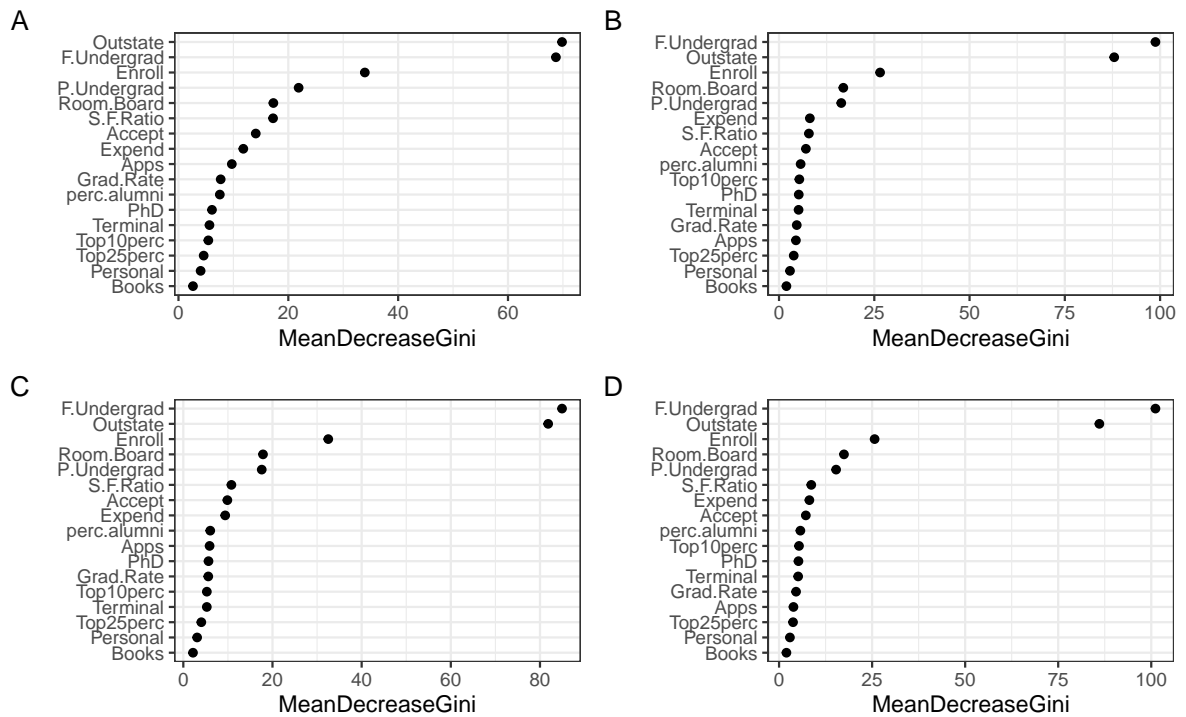 A
Outstate
F.Undergrad
Enroll
P.Undergrad
Room.Board
S.F.Ratio
Accept
Expend
Apps
Grad.Rate
perc.alumni
PhD
Terminal
Top10perc
Top25perc
Personal
Books
0 20 40 60
MeanDecreaseGini
B
F.Undergrad
Outstate
Enroll
Room.Board
P.Undergrad
Expend
S.F.Ratio
Accept
perc.alumni
Top10perc
PhD
Terminal
Grad.Rate
Apps
Top25perc
Personal
Books
0 25 50 75 100
MeanDecreaseGini
C
F.Undergrad
Outstate
Enroll
Room.Board
P.Undergrad
S.F.Ratio
Accept
Expend
perc.alumni
Apps
PhD
Grad.Rate
Top10perc
Terminal
Top25perc
Personal
Books
0 20 40 60 80
MeanDecreaseGini
D
F.Undergrad
Outstate
Enroll
Room.Board
P.Undergrad
S.F.Ratio
Expend
Accept
perc.alumni
Top10perc
PhD
Terminal
Grad.Rate
Apps
Top25perc
Personal
Books
0 25 50 75 100
MeanDecreaseGini